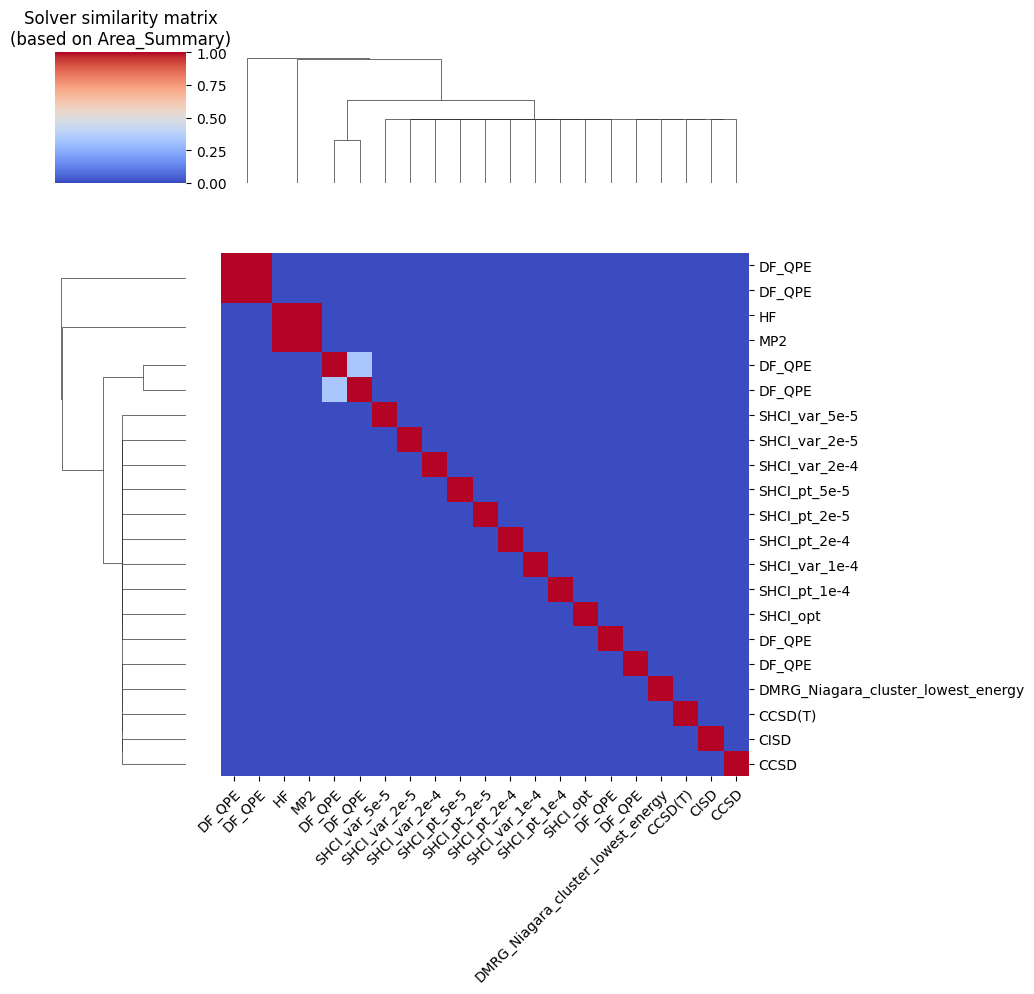 Solver similarity matrix
(based on Area_Summary)
1.00
0.75
0.50
0.25
0.00
DF_QPE
DF_QPE
HF
MP2
DF_QPE
DF_QPE
SHCI_var_5e-5
SHCI_var_2e-5
SHCI_var_2e-4
SHCI_pt_5e-5
SHCI_pt_2e-5
SHCI_pt_2e-4
SHCI_var_1e-4
SHCI_pt_1e-4
SHCI_opt
DF_QPE
DF_QPE
DMRG_Niagara_cluster_lowest_energy
CCSD(T)
CISD
CCSD
DF_QPE
DF_QPE
HF
MP2
DF_QPE
DF_QPE
SHCI_var_5e-5
SHCI_var_2e-5
SHCI_var_2e-4
SHCI_pt_5e-5
SHCI_pt_2e-5
SHCI_pt_2e-4
SHCI_var_1e-4
SHCI_pt_1e-4
SHCI_opt
DF_QPE
DF_QPE
DMRG_Niagara_cluster_lowest_energy
CCSD(T)
CISD
CCSD